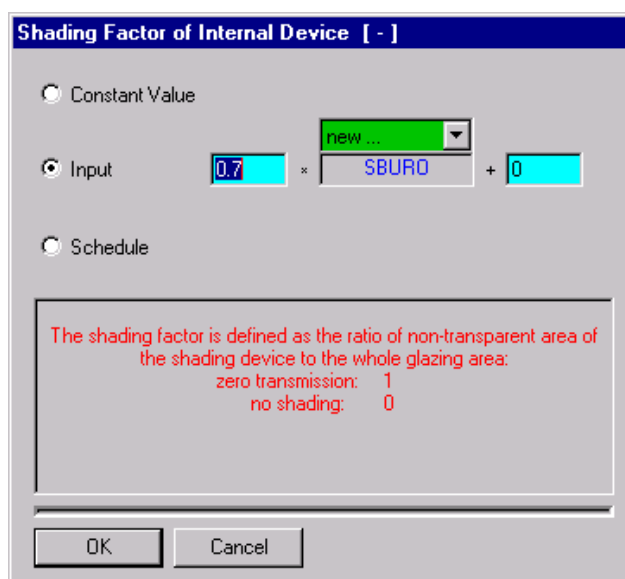 Shading Factor of Internal Device [ - ]
Constant Value
new ...
Input 0.7 × SBURO + 0
Schedule
The shading factor is defined as the ratio of non-transparent area of
the shading device to the whole glazing area:
zero transmission: 1
no shading: 0
OK Cancel